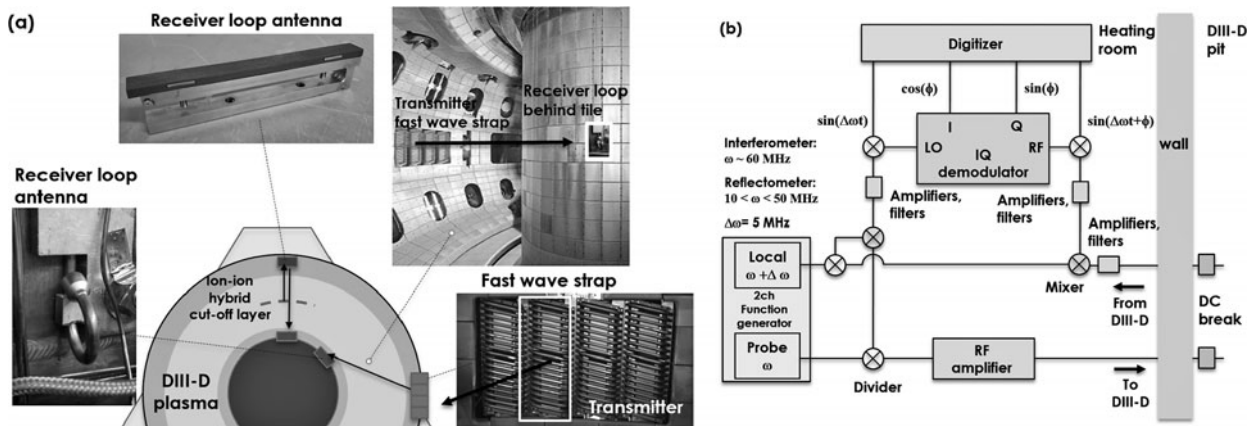 (a)
Receiver loop antenna
Transmitter
fast wave strap
Receiver loop
behind tile
Receiver loop
antenna
Ion-ion
hybrid
cut-off layer
DIII-D
plasma
Fast wave strap
Transmitter
(b)
Digitizer
Heating
room
DIII-D
pit
cos(ϕ)
sin(ϕ)
sin(Δωt)
sin(Δωt+ϕ)
I
Q
LO
RF
IQ
demodulator
wall
Interferometer:
ω ~ 60 MHz
Reflectometer:
10 < ω < 50 MHz
Δω= 5 MHz
Amplifiers,
filters
Amplifiers,
filters
Amplifiers,
filters
Local
ω +Δ ω
2ch
Function
generator
Probe
ω
Mixer
From
DIII-D
DC
break
Divider
RF
amplifier
To
DIII-D